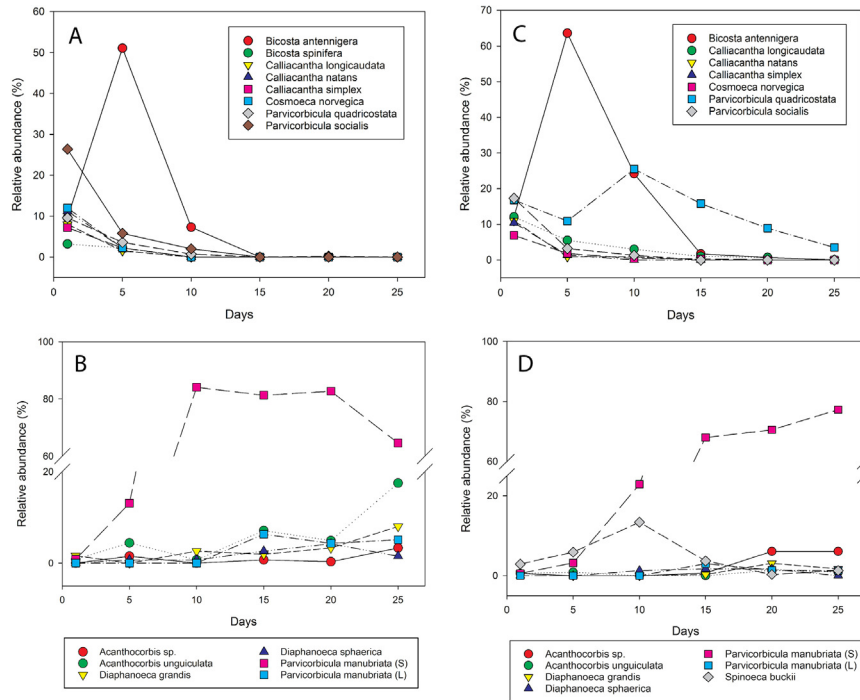 A
60
50
40
30
20
10
0
Relative abundance (%)
0 5 10 15 20 25
Days
Bicosta antennigera
Bicosta spinifera
Calliacantha longicaudata
Calliacantha natans
Calliacantha simplex
Cosmoeca norvegica
Parvicorbicula quadricostata
Parvicorbicula socialis
C
70
60
50
40
30
20
10
0
Relative abundance (%)
0 5 10 15 20 25
Days
Bicosta antennigera
Calliacantha longicaudata
Calliacantha natans
Calliacantha simplex
Cosmoeca norvegica
Parvicorbicula quadricostata
Parvicorbicula socialis
B
100
80
60
20
0
Relative abundance (%)
0 5 10 15 20 25
Days
Acanthocorbis sp.
Acanthocorbis unguiculata
Diaphanoeca grandis
Diaphanoeca sphaerica
Parvicorbicula manubriata (S)
Parvicorbicula manubriata (L)
D
100
80
60
20
0
Relative abundance (%)
0 5 10 15 20 25
Days
Acanthocorbis sp.
Acanthocorbis unguiculata
Diaphanoeca grandis
Diaphanoeca sphaerica
Parvicorbicula manubriata (S)
Parvicorbicula manubriata (L)
Spinoeca buckii